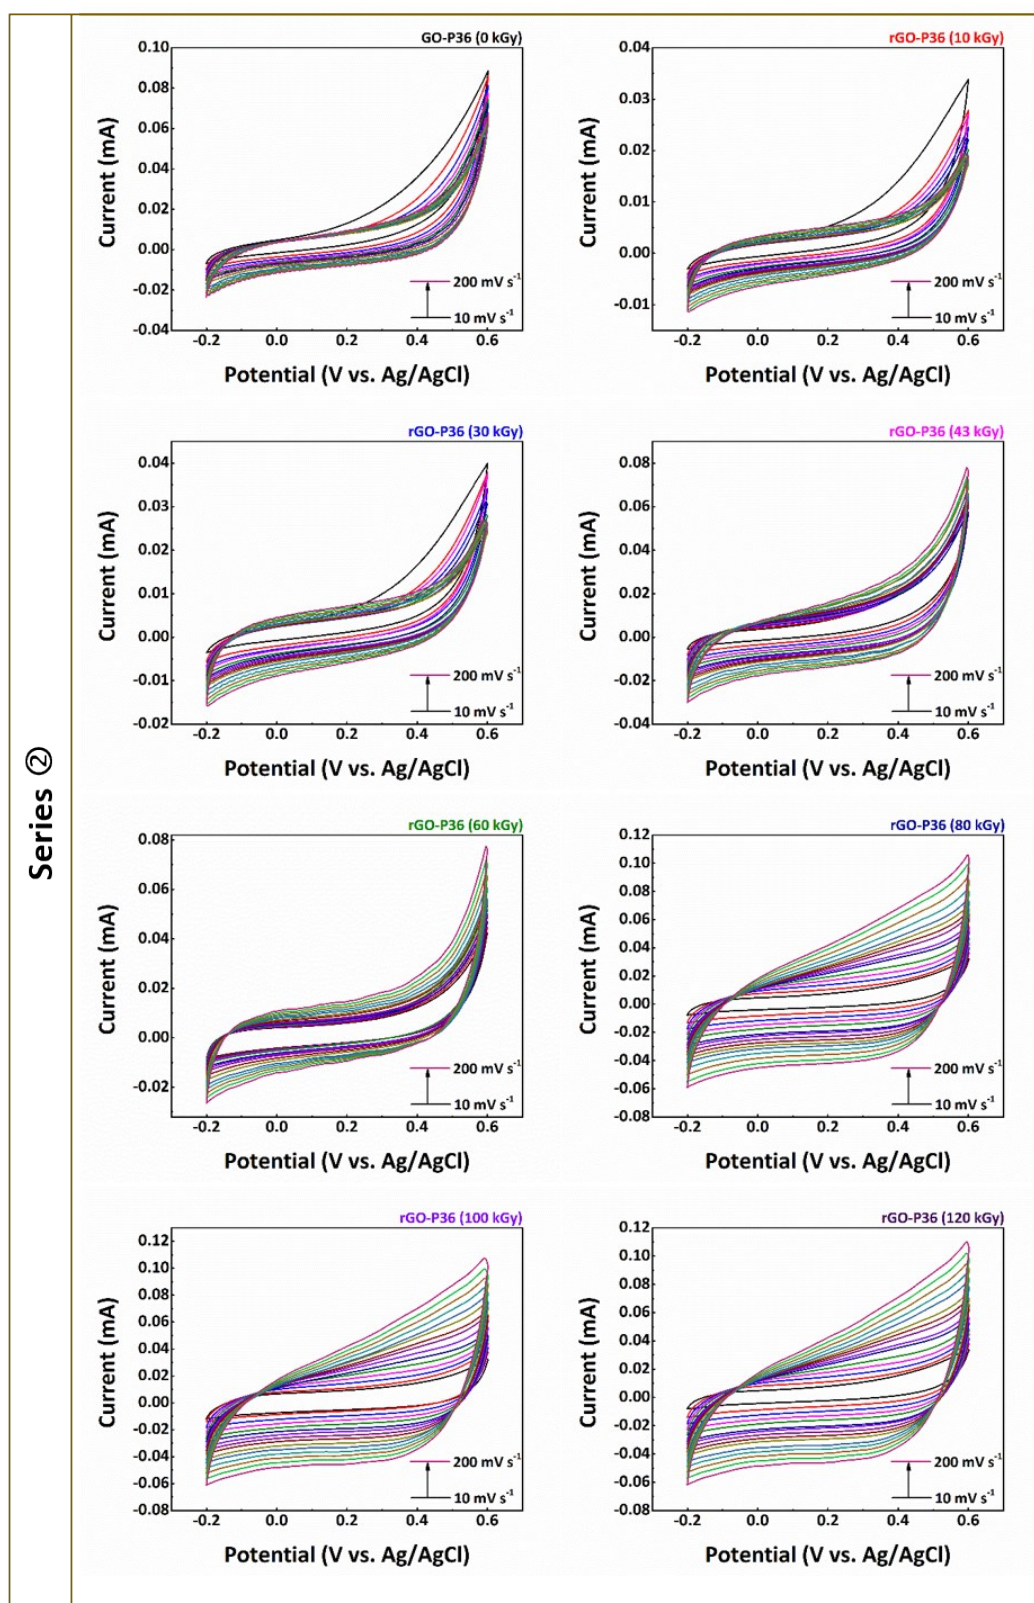 Series ②
GO-P36 (0 kGy)
0.10
0.08
0.06
0.04
0.02
0.00
-0.02
-0.04
Current (mA)
200 mV s⁻¹
10 mV s⁻¹
-0.2 0.0 0.2 0.4 0.6
Potential (V vs. Ag/AgCl)
rGO-P36 (10 kGy)
0.04
0.03
0.02
0.01
0.00
-0.01
Current (mA)
200 mV s⁻¹
10 mV s⁻¹
-0.2 0.0 0.2 0.4 0.6
Potential (V vs. Ag/AgCl)
rGO-P36 (30 kGy)
0.04
0.03
0.02
0.01
0.00
-0.01
-0.02
Current (mA)
200 mV s⁻¹
10 mV s⁻¹
-0.2 0.0 0.2 0.4 0.6
Potential (V vs. Ag/AgCl)
rGO-P36 (43 kGy)
0.08
0.06
0.04
0.02
0.00
-0.02
-0.04
Current (mA)
200 mV s⁻¹
10 mV s⁻¹
-0.2 0.0 0.2 0.4 0.6
Potential (V vs. Ag/AgCl)
rGO-P36 (60 kGy)
0.08
0.06
0.04
0.02
0.00
-0.02
Current (mA)
200 mV s⁻¹
10 mV s⁻¹
-0.2 0.0 0.2 0.4 0.6
Potential (V vs. Ag/AgCl)
rGO-P36 (80 kGy)
0.12
0.10
0.08
0.06
0.04
0.02
0.00
-0.02
-0.04
-0.06
-0.08
Current (mA)
200 mV s⁻¹
10 mV s⁻¹
-0.2 0.0 0.2 0.4 0.6
Potential (V vs. Ag/AgCl)
rGO-P36 (100 kGy)
0.12
0.10
0.08
0.06
0.04
0.02
0.00
-0.02
-0.04
-0.06
-0.08
Current (mA)
200 mV s⁻¹
10 mV s⁻¹
-0.2 0.0 0.2 0.4 0.6
Potential (V vs. Ag/AgCl)
rGO-P36 (120 kGy)
0.12
0.10
0.08
0.06
0.04
0.02
0.00
-0.02
-0.04
-0.06
-0.08
Current (mA)
200 mV s⁻¹
10 mV s⁻¹
-0.2 0.0 0.2 0.4 0.6
Potential (V vs. Ag/AgCl)